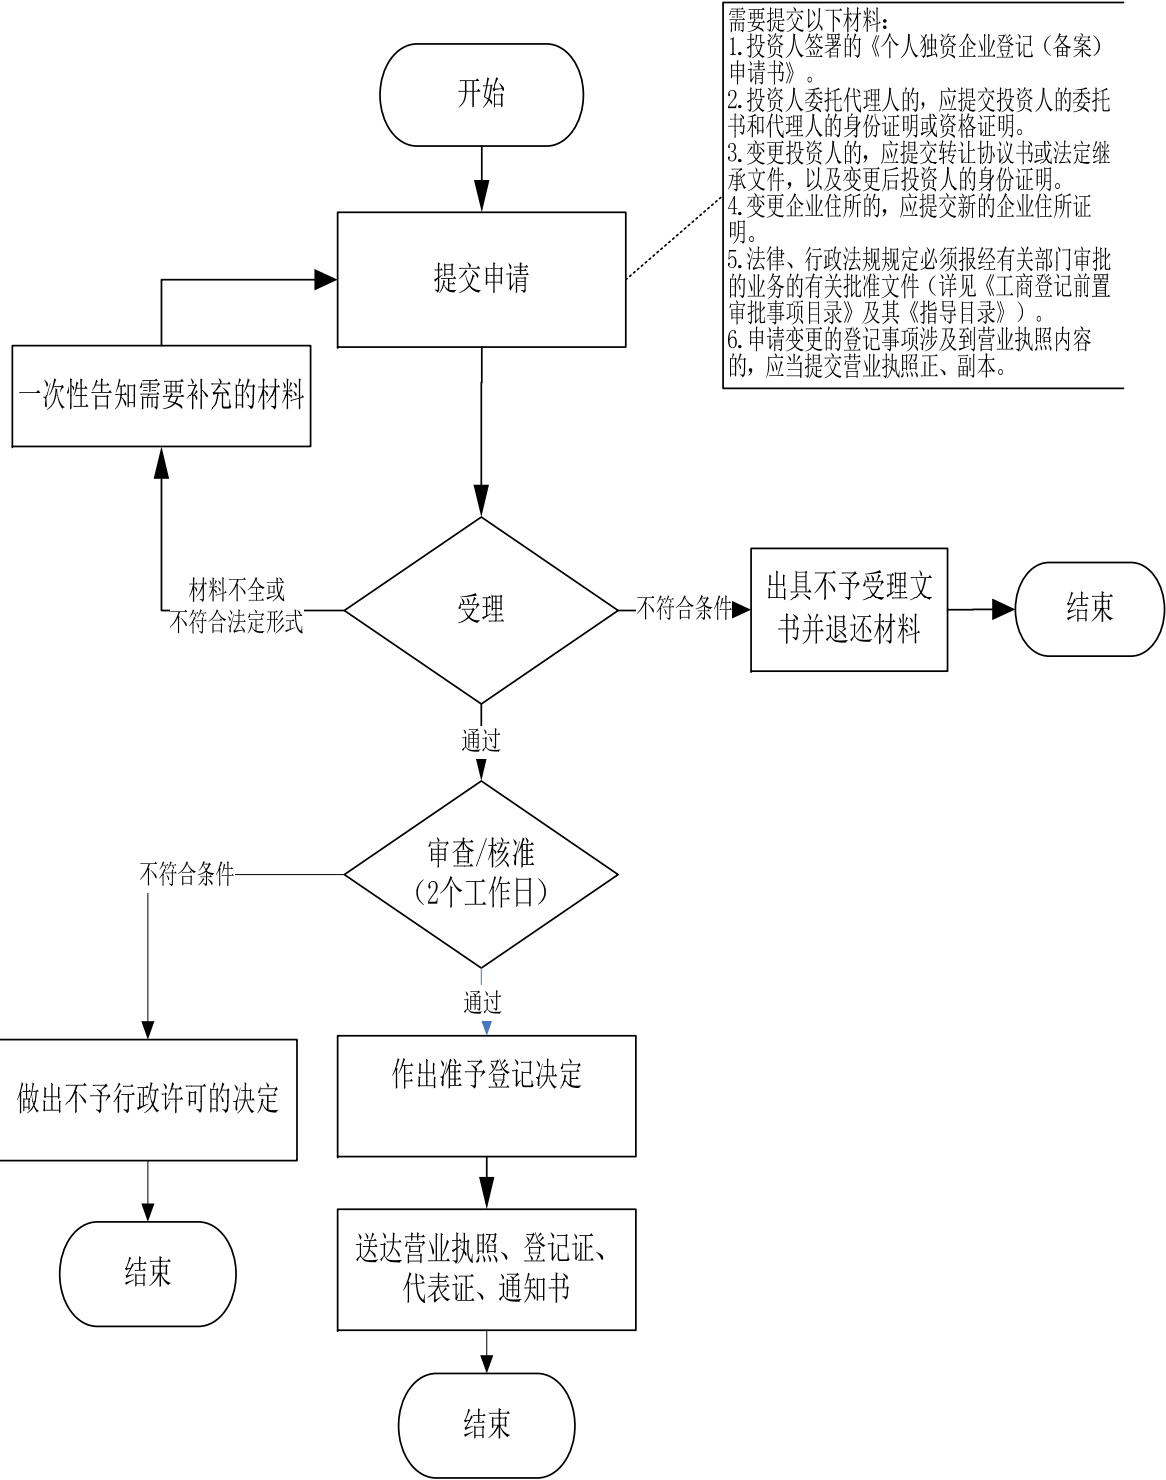 需要提交以下材料：
1.投资人签署的《个人独资企业登记（备案）
申请书》。
2.投资人委托代理人的，应提交投资人的委托
书和代理人的身份证明或资格证明。
3.变更投资人的，应提交转让协议书或法定继
承文件，以及变更后投资人的身份证明。
4.变更企业住所的，应提交新的企业住所证
明。
5.法律、行政法规规定必须报经有关部门审批
的业务的有关批准文件（详见《工商登记前置
审批事项目录》及其《指导目录》）。
6.申请变更的登记事项涉及到营业执照内容
的，应当提交营业执照正、副本。
开始
提交申请
一次性告知需要补充的材料
材料不全或
不符合法定形式
受理
不符合条件
出具不予受理文
书并退还材料
结束
通过
审查/核准
（2个工作日）
不符合条件
通过
做出不予行政许可的决定
作出准予登记决定
结束
送达营业执照、登记证、
代表证、通知书
结束